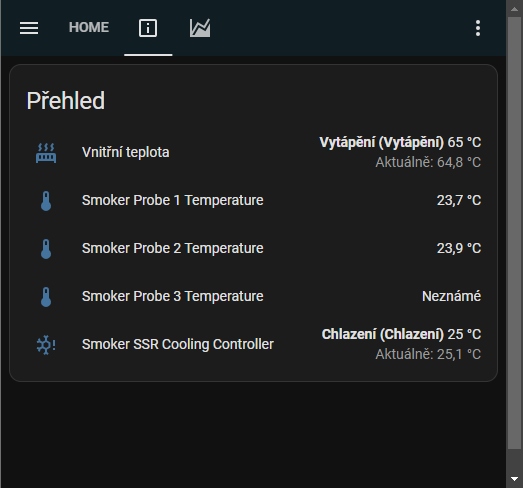 HOME
Přehled
Vnitřní teplota
Vytápění (Vytápění) 65 °C
Aktuálně: 64,8 °C
Smoker Probe 1 Temperature
23,7 °C
Smoker Probe 2 Temperature
23,9 °C
Smoker Probe 3 Temperature
Neznámé
Smoker SSR Cooling Controller
Chlazení (Chlazení) 25 °C
Aktuálně: 25,1 °C